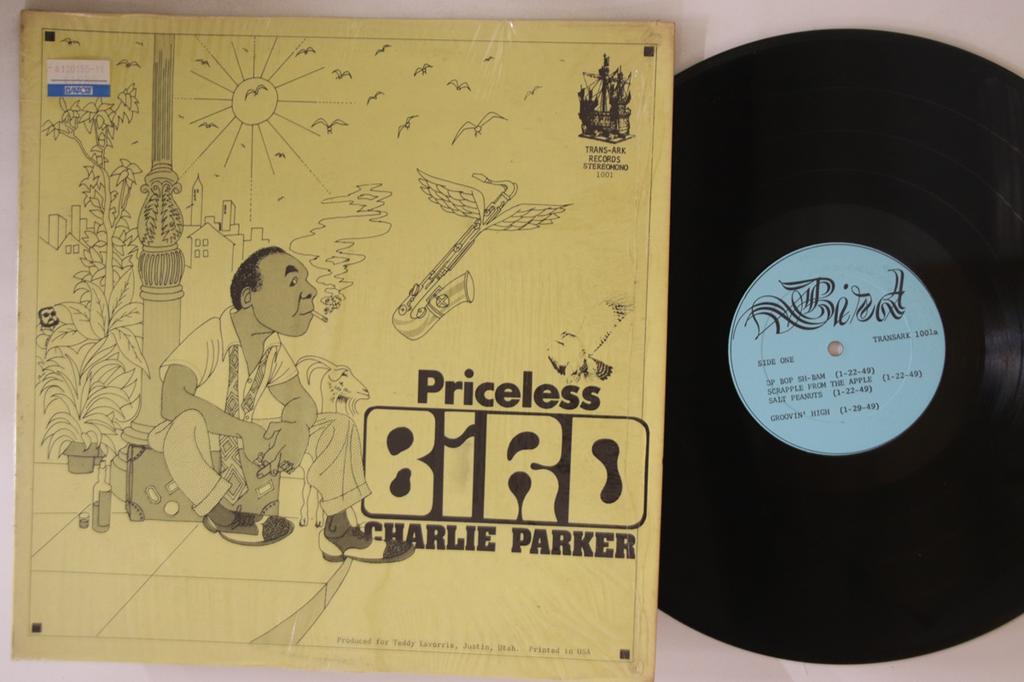 TRANS-ARK
RECORDS
STEREOMONO
1001
Priceless
BiRD
CHARLIE PARKER
Produced for Teddy Lavorris, Justin, Utah. Printed in USA
Bird
TRANSARK 1001a
SIDE ONE
OP BOP SH-BAM (1-22-49)
SCRAPPLE FROM THE APPLE (1-22-49)
SALT PEANUTS (1-22-49)
GROOVIN' HIGH (1-29-49)